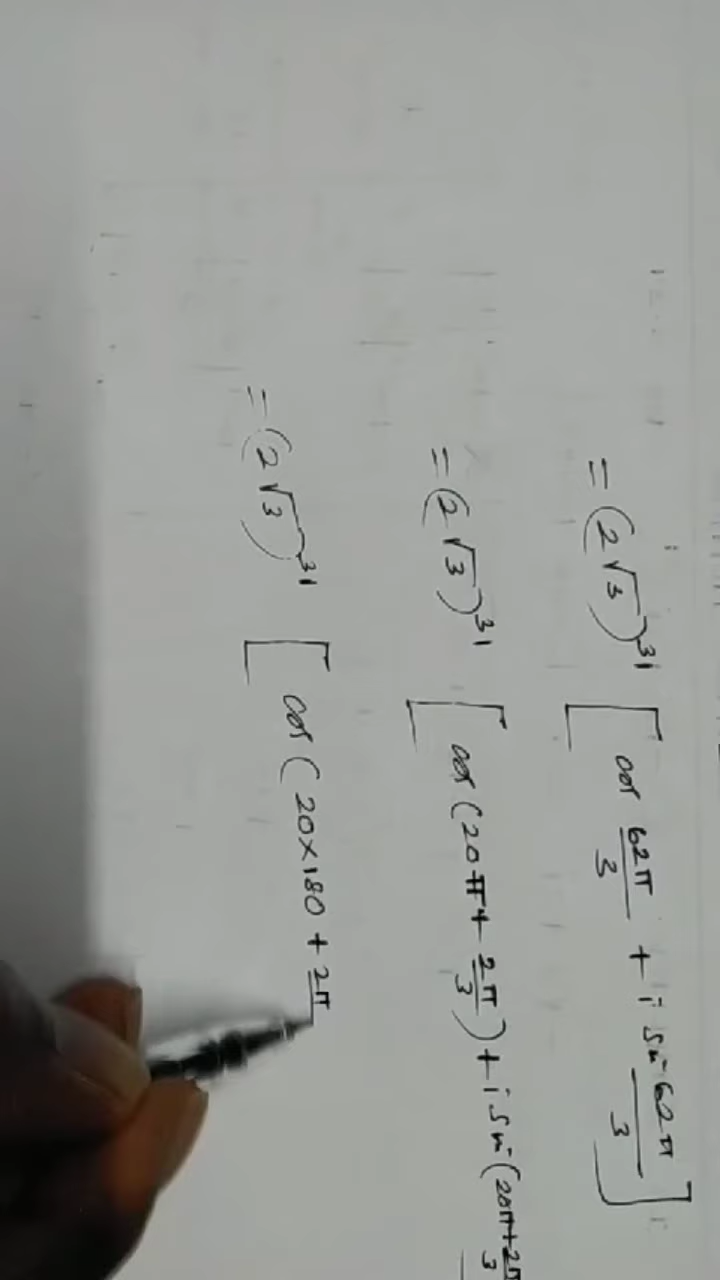 = (2√3)³¹ [cos 62π/3 + i sin 62π/3]
= (2√3)³¹ [cos (20π + 2π/3) + i sin (20π + 2π/3
= (2√3)³¹ [cos (20×180 + 2π